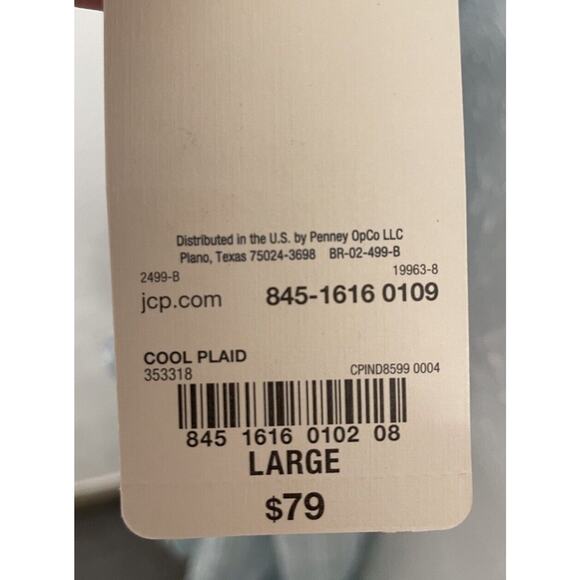 Distributed in the U.S. by Penney OpCo LLC
Plano, Texas 75024-3698 BR-02-499-B
2499-B 19963-8
jcp.com 845-1616 0109
COOL PLAID
353318 CPIND8599 0004
845 1616 0102 08
LARGE
$79